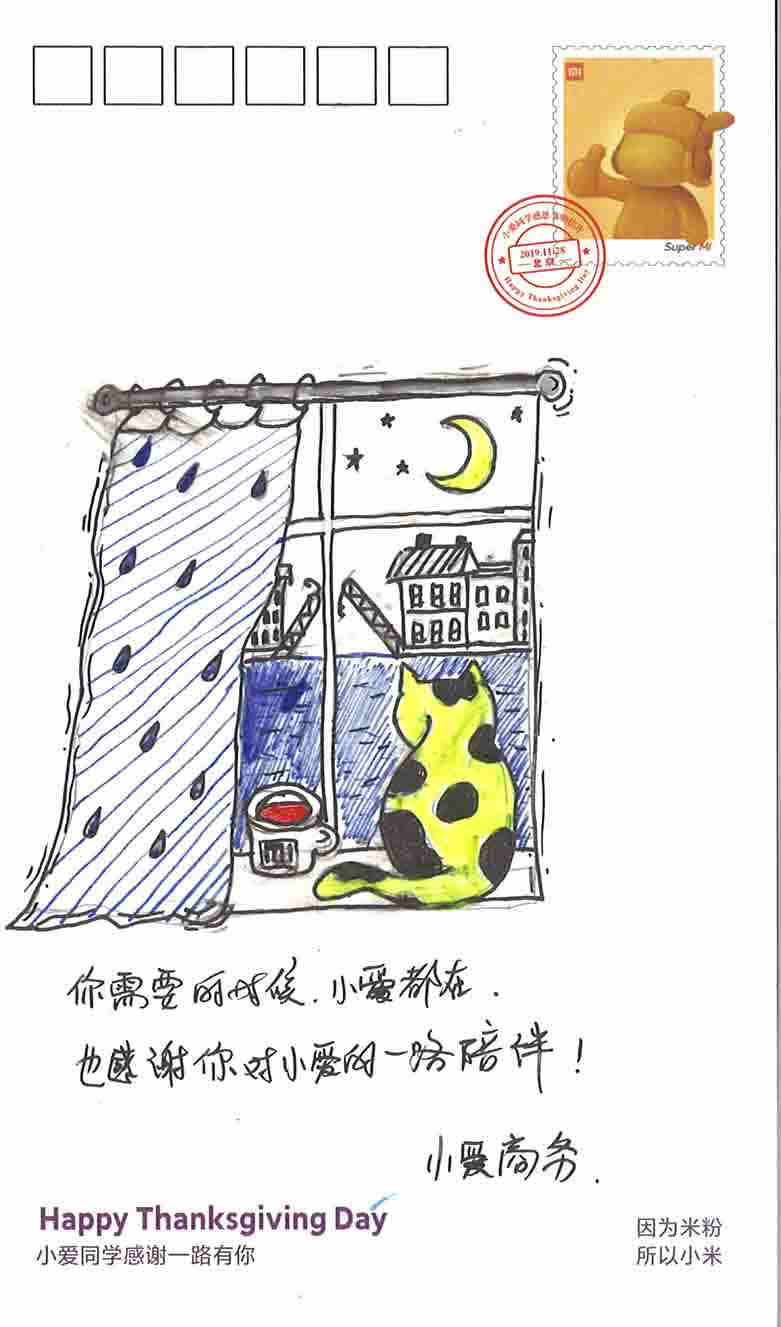 MI
Super MI
小爱同学感恩
2019.11.28
北京
Happy Thanksgiving Day
MI
你需要的时候.小爱都在.
也感谢你对小爱的一路陪伴!
小爱商务.
Happy Thanksgiving Day
小爱同学感谢一路有你
因为米粉
所以小米